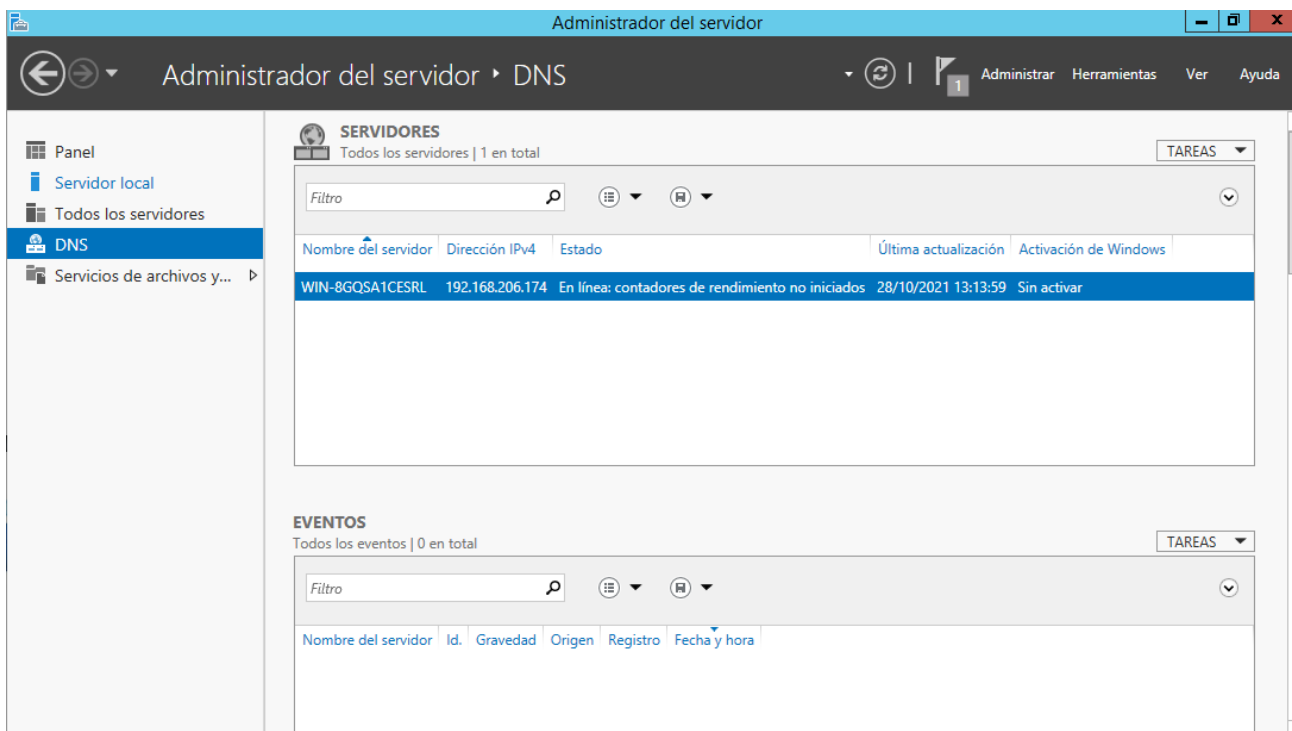 Administrador del servidor
Administrador del servidor ‣ DNS
1
Administrar Herramientas Ver Ayuda
Panel
Servidor local
Todos los servidores
DNS
Servicios de archivos y...
SERVIDORES
Todos los servidores | 1 en total
TAREAS
Filtro
Nombre del servidor Dirección IPv4 Estado Última actualización Activación de Windows
WIN-8GQSA1CESRL 192.168.206.174 En línea: contadores de rendimiento no iniciados 28/10/2021 13:13:59 Sin activar
EVENTOS
Todos los eventos | 0 en total
TAREAS
Filtro
Nombre del servidor Id. Gravedad Origen Registro Fecha y hora